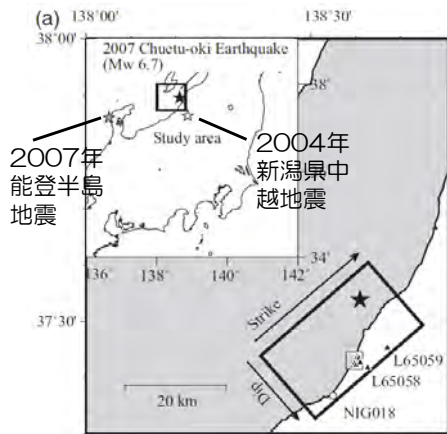 (a)
138°00'
138°30'
38°00'
2007 Chuetu-oki Earthquake
(Mw 6.7)
38'
Study area
2007年
能登半島
地震
2004年
新潟県中
越地震
34'
136
138
140
142
37°30'
Strike
Dip
20 km
L65059
L65058
NIG018